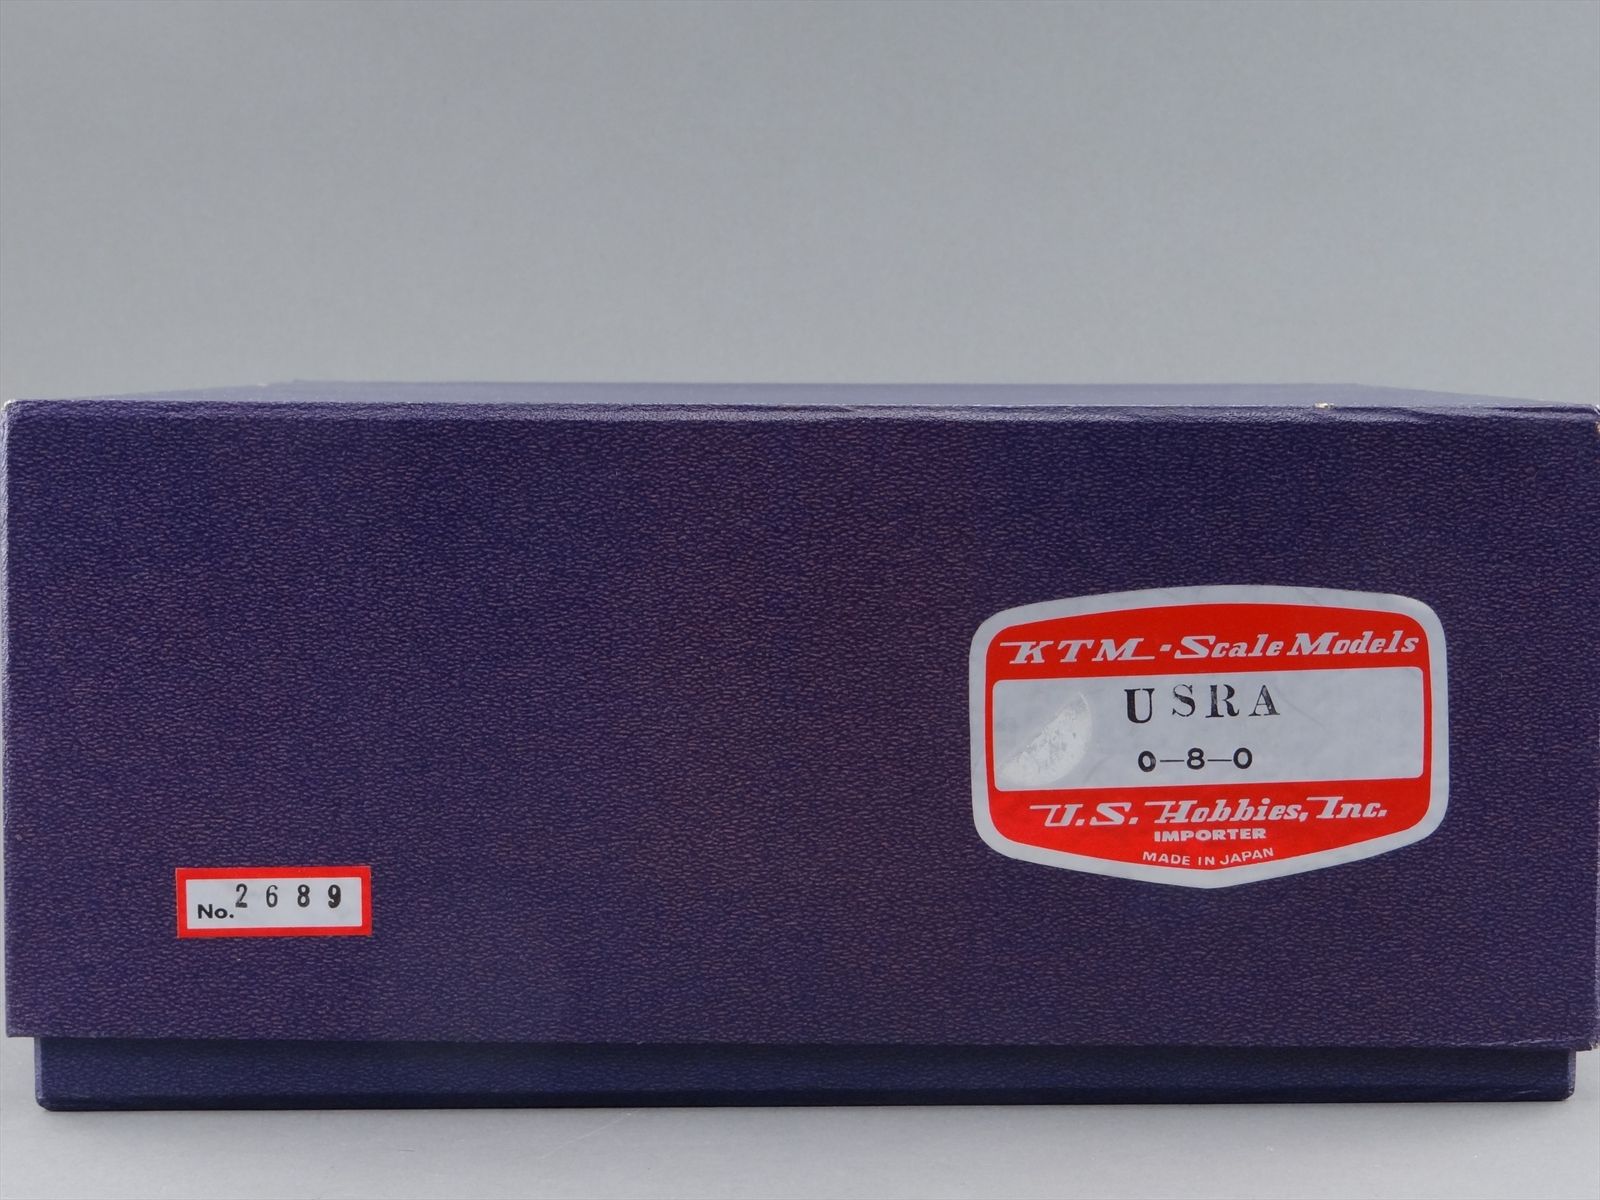 KTM-Scale Models
USRA
0-8-0
U.S. Hobbies, Inc.
IMPORTER
MADE IN JAPAN
No. 2689